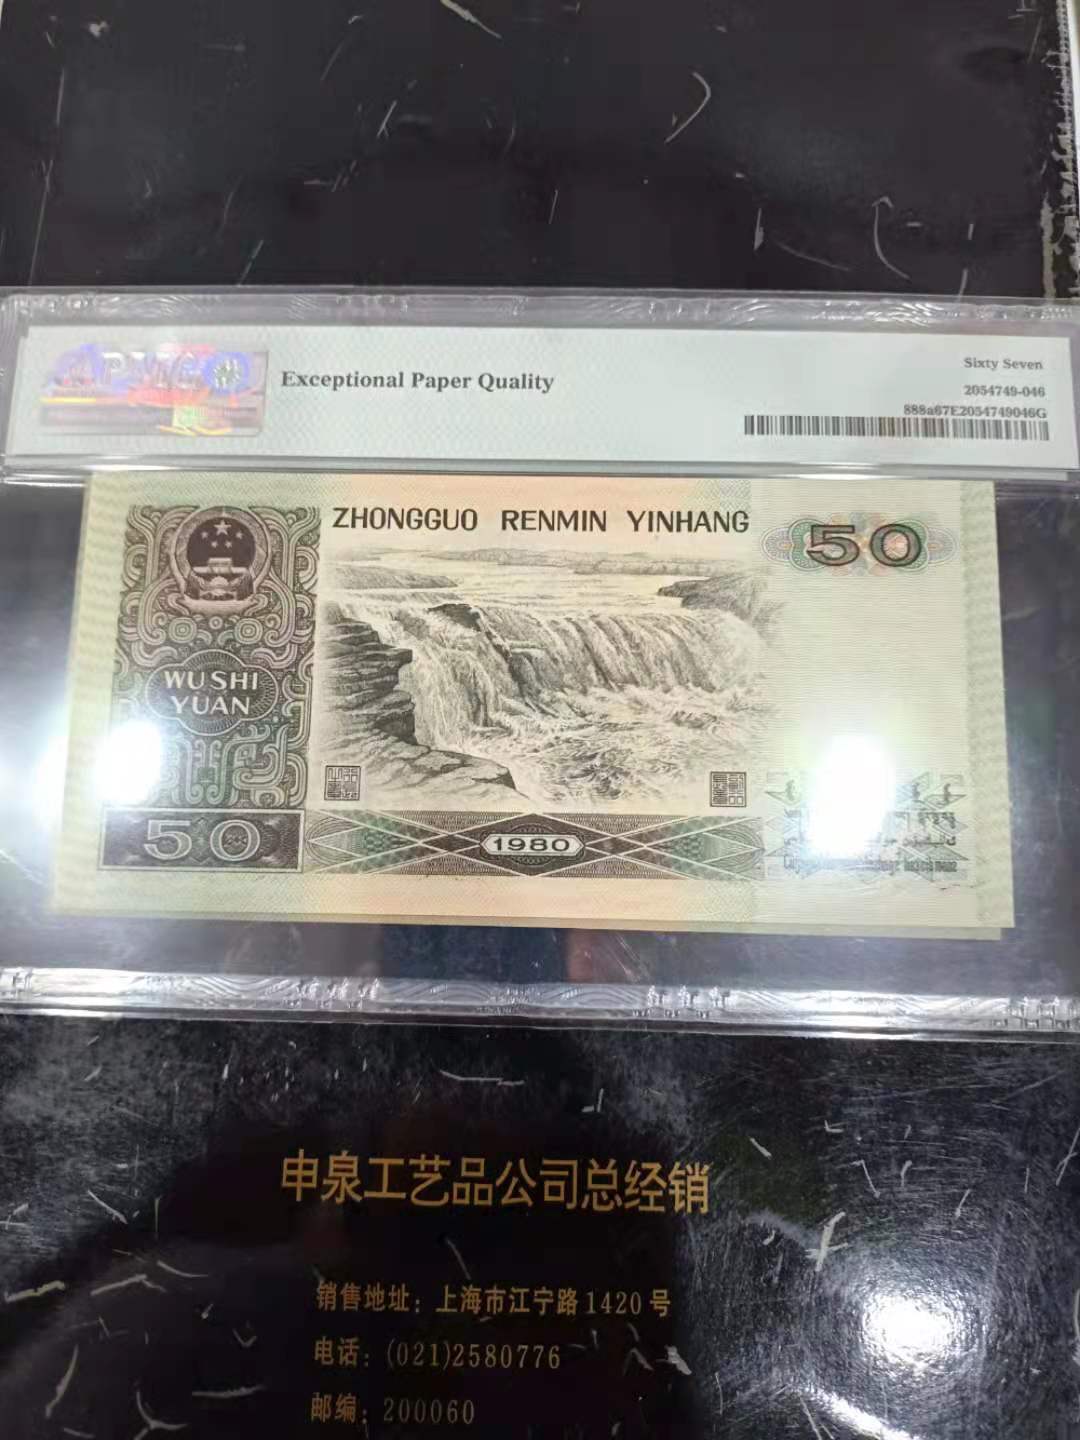 PMG
Exceptional Paper Quality
Sixty Seven
2054749-046
888a67E2054749046G
ZHONGGUO RENMIN YINHANG
50
WU SHI
YUAN
50
1980
申泉工艺品公司总经销
销售地址：上海市江宁路1420号
电话：(021)2580776
邮编：200060